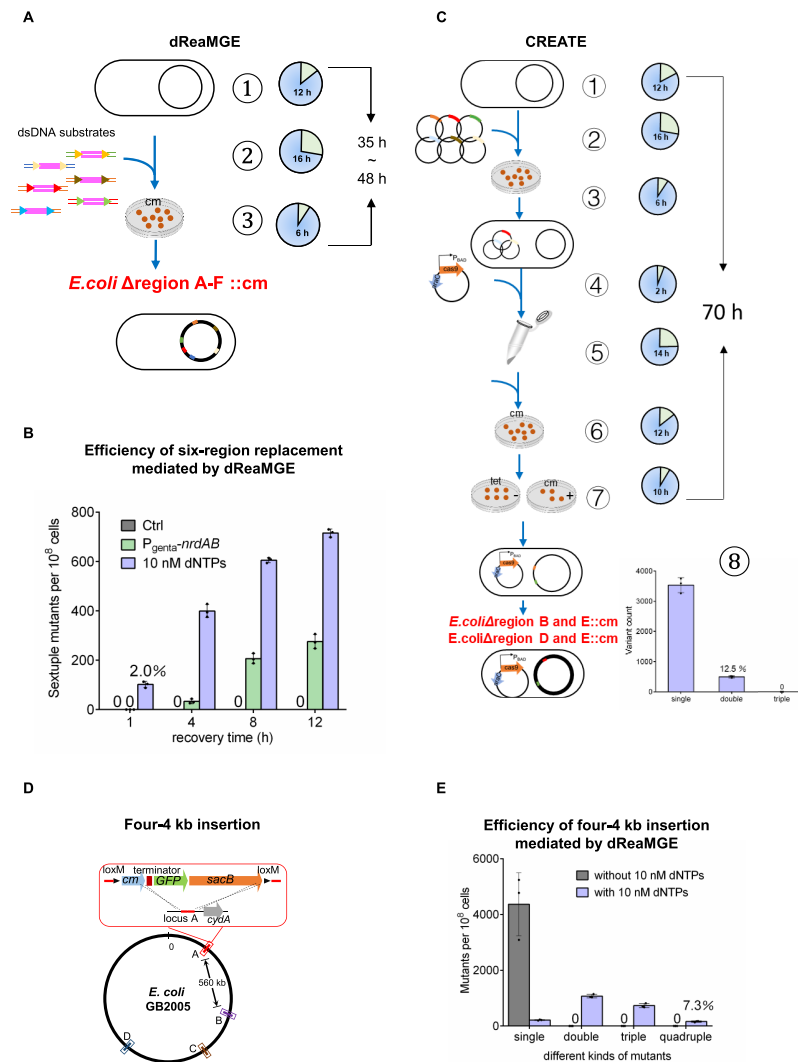 A
dReaMGE
1
12 h
dsDNA substrates
2
16 h
35 h
~
48 h
cm
3
6 h
E.coli Δregion A-F ::cm
B
Efficiency of six-region replacement
mediated by dReaMGE
Ctrl
Pgenta-nrdAB
10 nM dNTPs
Sextuple mutants per 10⁸ cells
800
600
400
200
0
0 0
2.0%
0
0
0
1
4
8
12
recovery time (h)
C
CREATE
1
12 h
2
16 h
3
6 h
PBAD
cas9
4
2 h
70 h
5
14 h
cm
6
12 h
tet
-
cm
+
7
10 h
8
PBAD
cas9
E.coliΔregion B and E::cm
E.coliΔregion D and E::cm
PBAD
cas9
Variant count
4000
3000
2000
1000
0
12.5 %
0
single
double
triple
D
Four-4 kb insertion
loxM
terminator
loxM
cm
GFP
sacB
locus A
cydA
0
A
560 kb
E. coli
GB2005
B
D
C
E
Efficiency of four-4 kb insertion
mediated by dReaMGE
without 10 nM dNTPs
with 10 nM dNTPs
Mutants per 10⁸ cells
6000
4000
2000
0
0
0
0
7.3%
single
double
triple
quadruple
different kinds of mutants